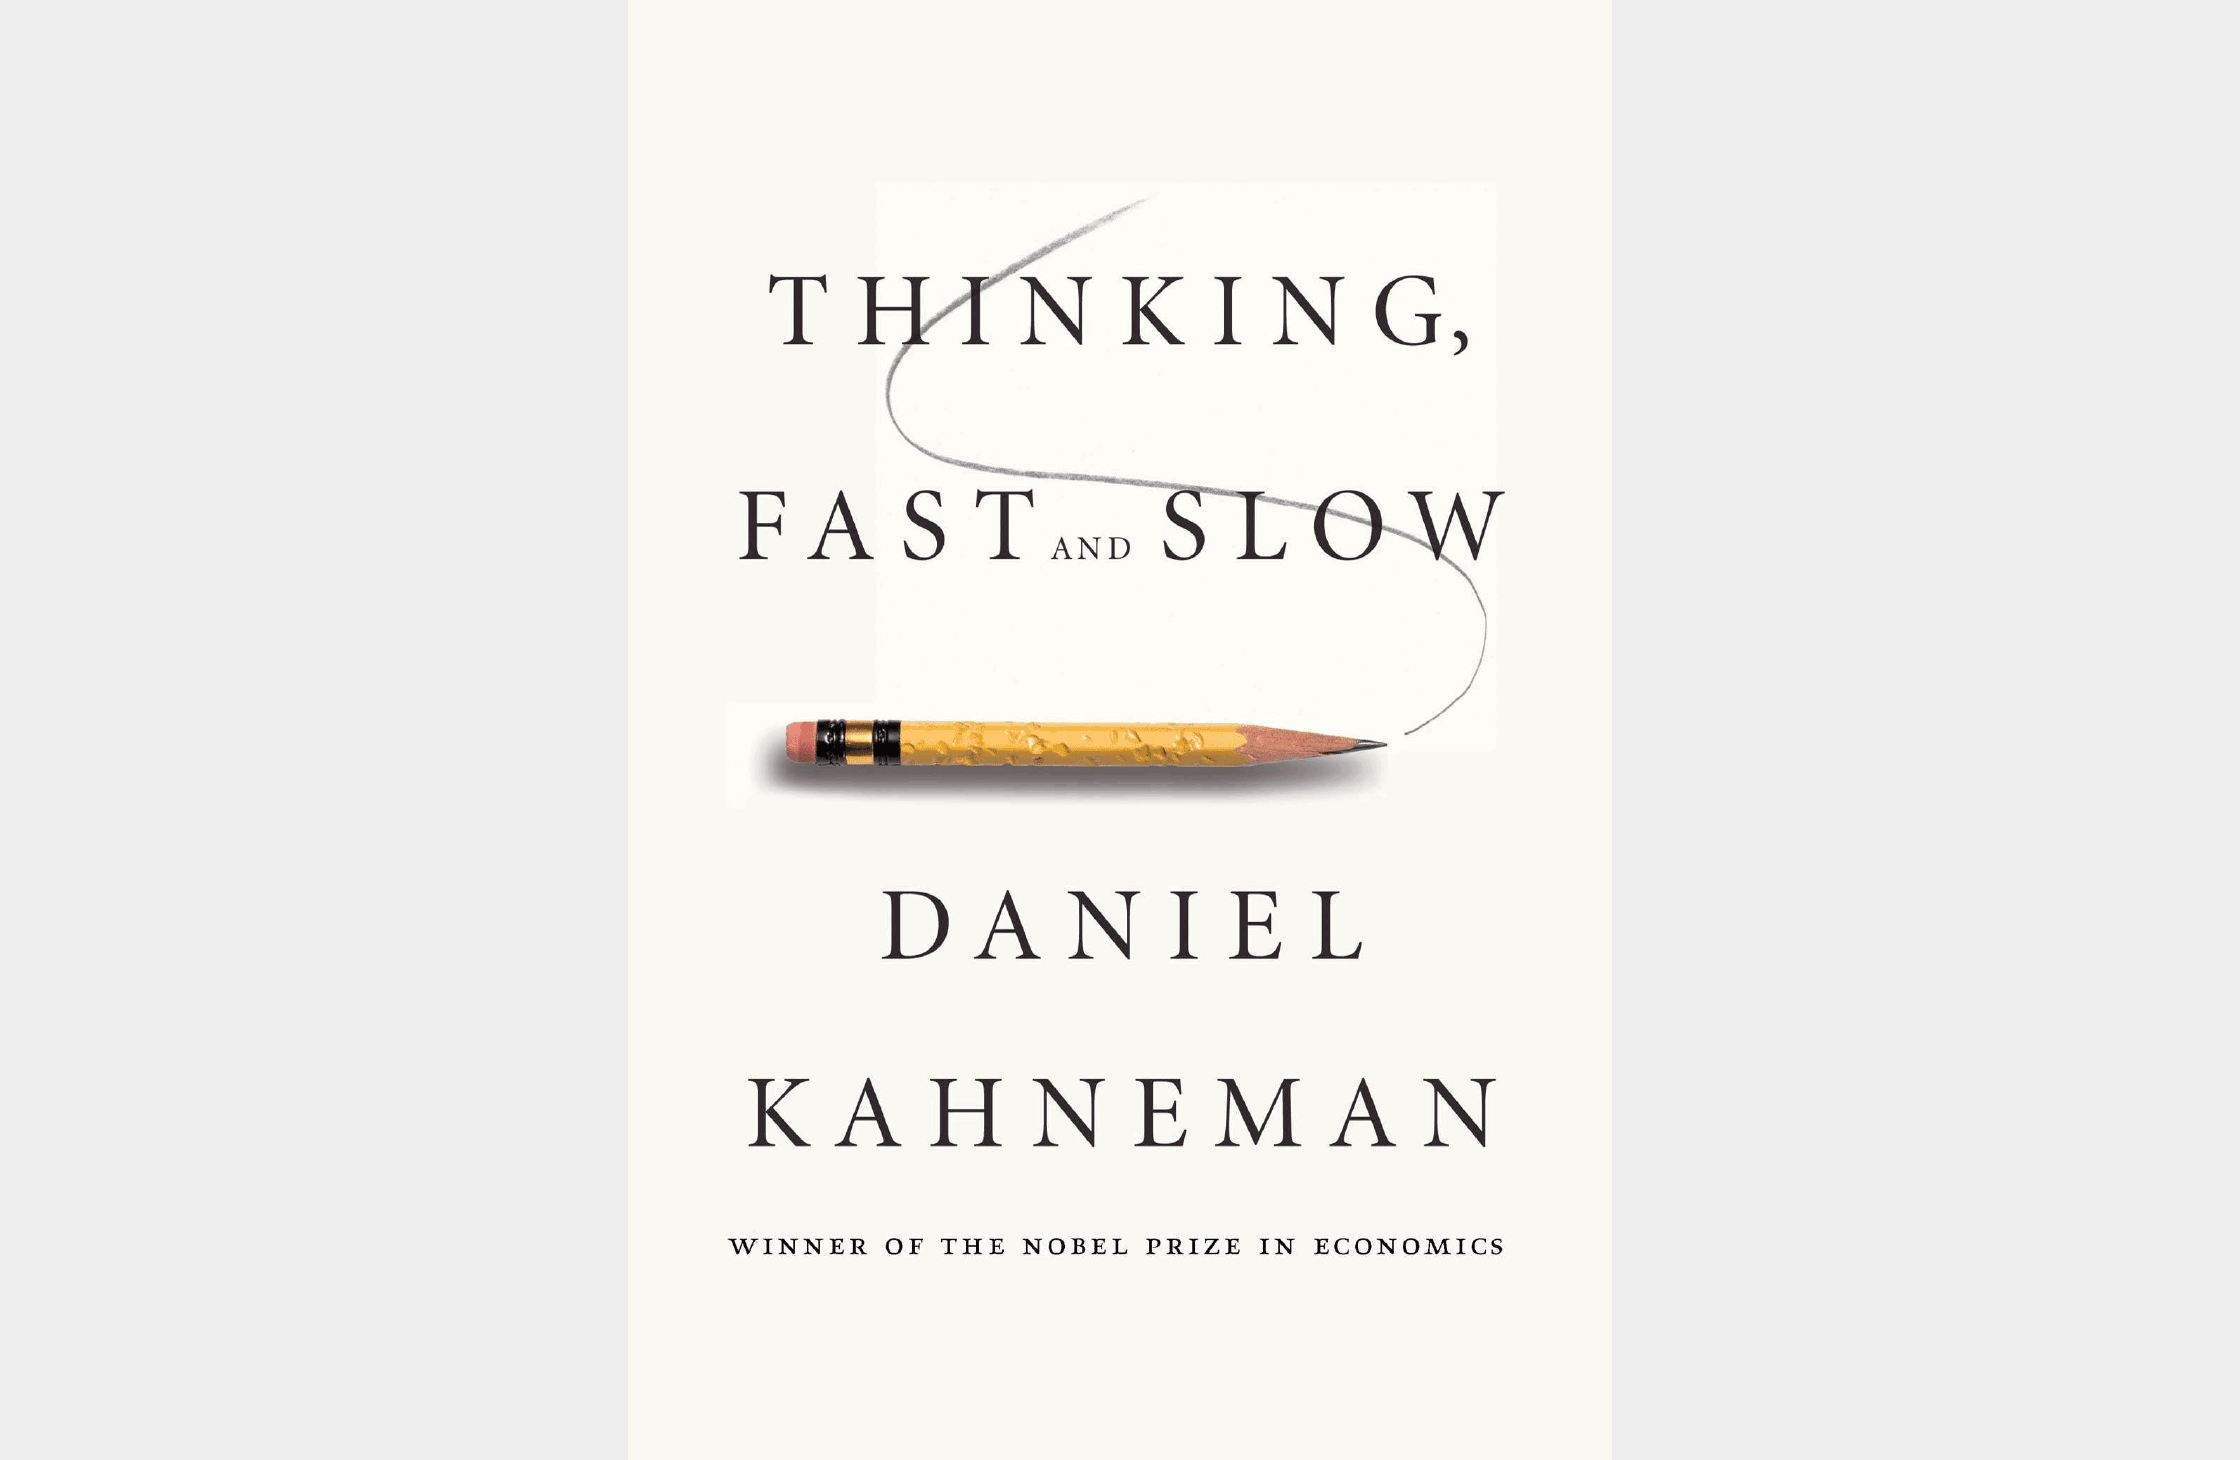 THINKING,
FAST AND SLOW
DANIEL
KAHNEMAN
WINNER OF THE NOBEL PRIZE IN ECONOMICS